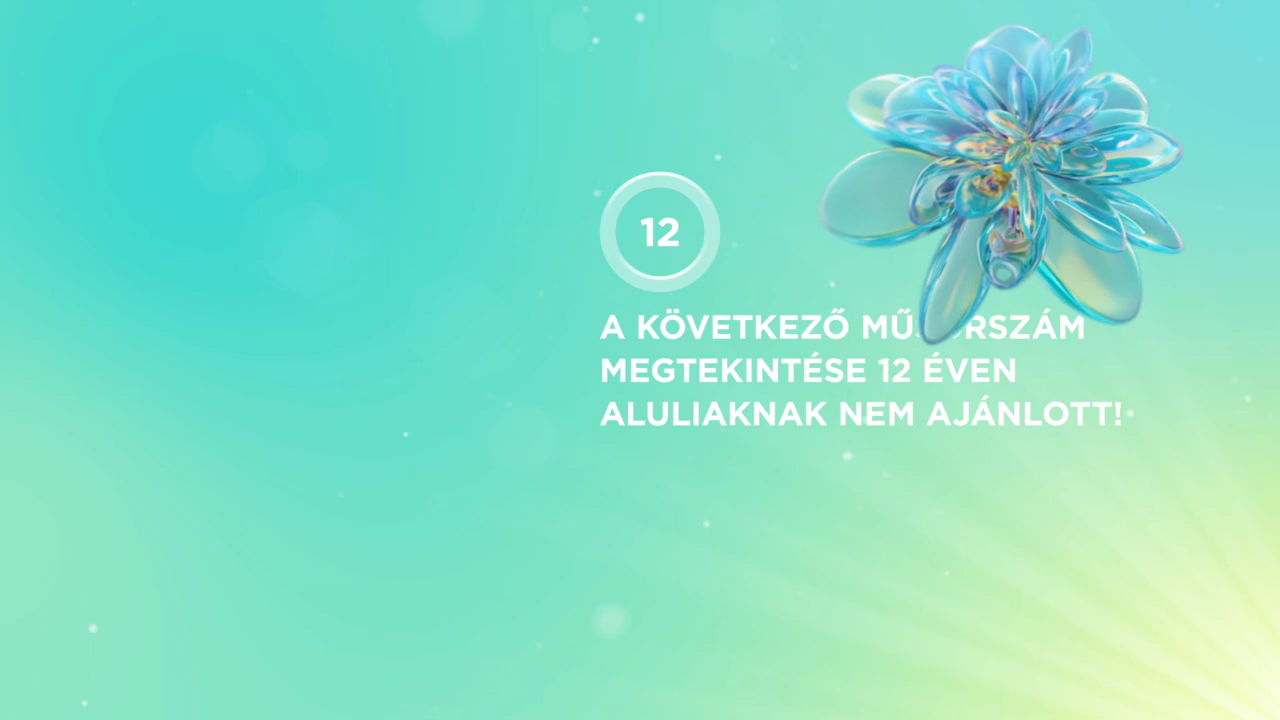 12
A KÖVETKEZŐ
MEGTEKINTÉSE 12 ÉVEN
ALULIAKNAK NEM AJÁNLOTT!